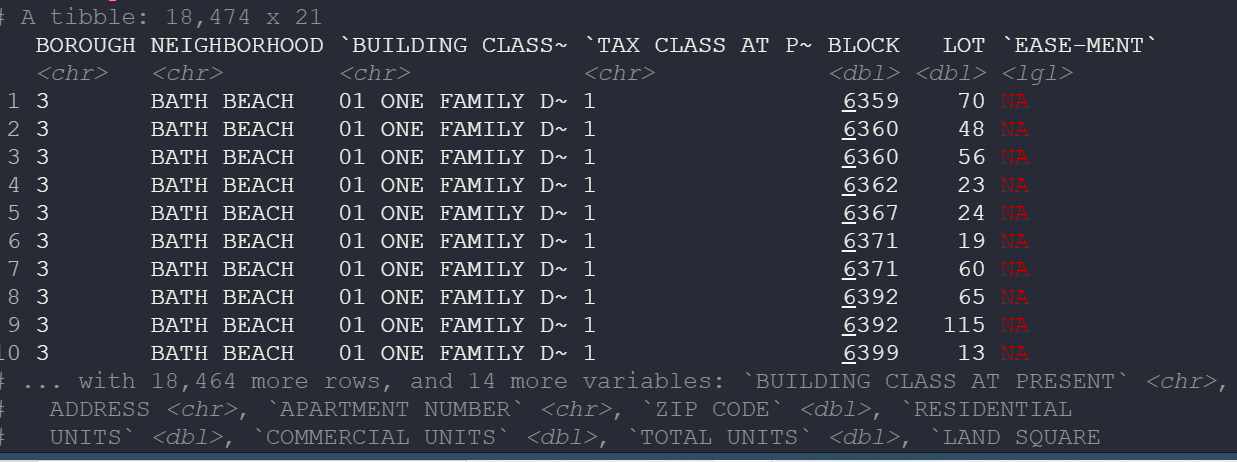 # A tibble: 18,474 x 21
BOROUGH NEIGHBORHOOD `BUILDING CLASS~ `TAX CLASS AT P~ BLOCK LOT `EASE-MENT`
<chr> <chr> <chr> <chr> <dbl> <dbl> <lgl>
1 3 BATH BEACH 01 ONE FAMILY D~ 1 6359 70 NA
2 3 BATH BEACH 01 ONE FAMILY D~ 1 6360 48 NA
3 3 BATH BEACH 01 ONE FAMILY D~ 1 6360 56 NA
4 3 BATH BEACH 01 ONE FAMILY D~ 1 6362 23 NA
5 3 BATH BEACH 01 ONE FAMILY D~ 1 6367 24 NA
6 3 BATH BEACH 01 ONE FAMILY D~ 1 6371 19 NA
7 3 BATH BEACH 01 ONE FAMILY D~ 1 6371 60 NA
8 3 BATH BEACH 01 ONE FAMILY D~ 1 6392 65 NA
9 3 BATH BEACH 01 ONE FAMILY D~ 1 6392 115 NA
10 3 BATH BEACH 01 ONE FAMILY D~ 1 6399 13 NA
# ... with 18,464 more rows, and 14 more variables: `BUILDING CLASS AT PRESENT` <chr>,
# ADDRESS <chr>, `APARTMENT NUMBER` <chr>, `ZIP CODE` <dbl>, `RESIDENTIAL
# UNITS` <dbl>, `COMMERCIAL UNITS` <dbl>, `TOTAL UNITS` <dbl>, `LAND SQUARE